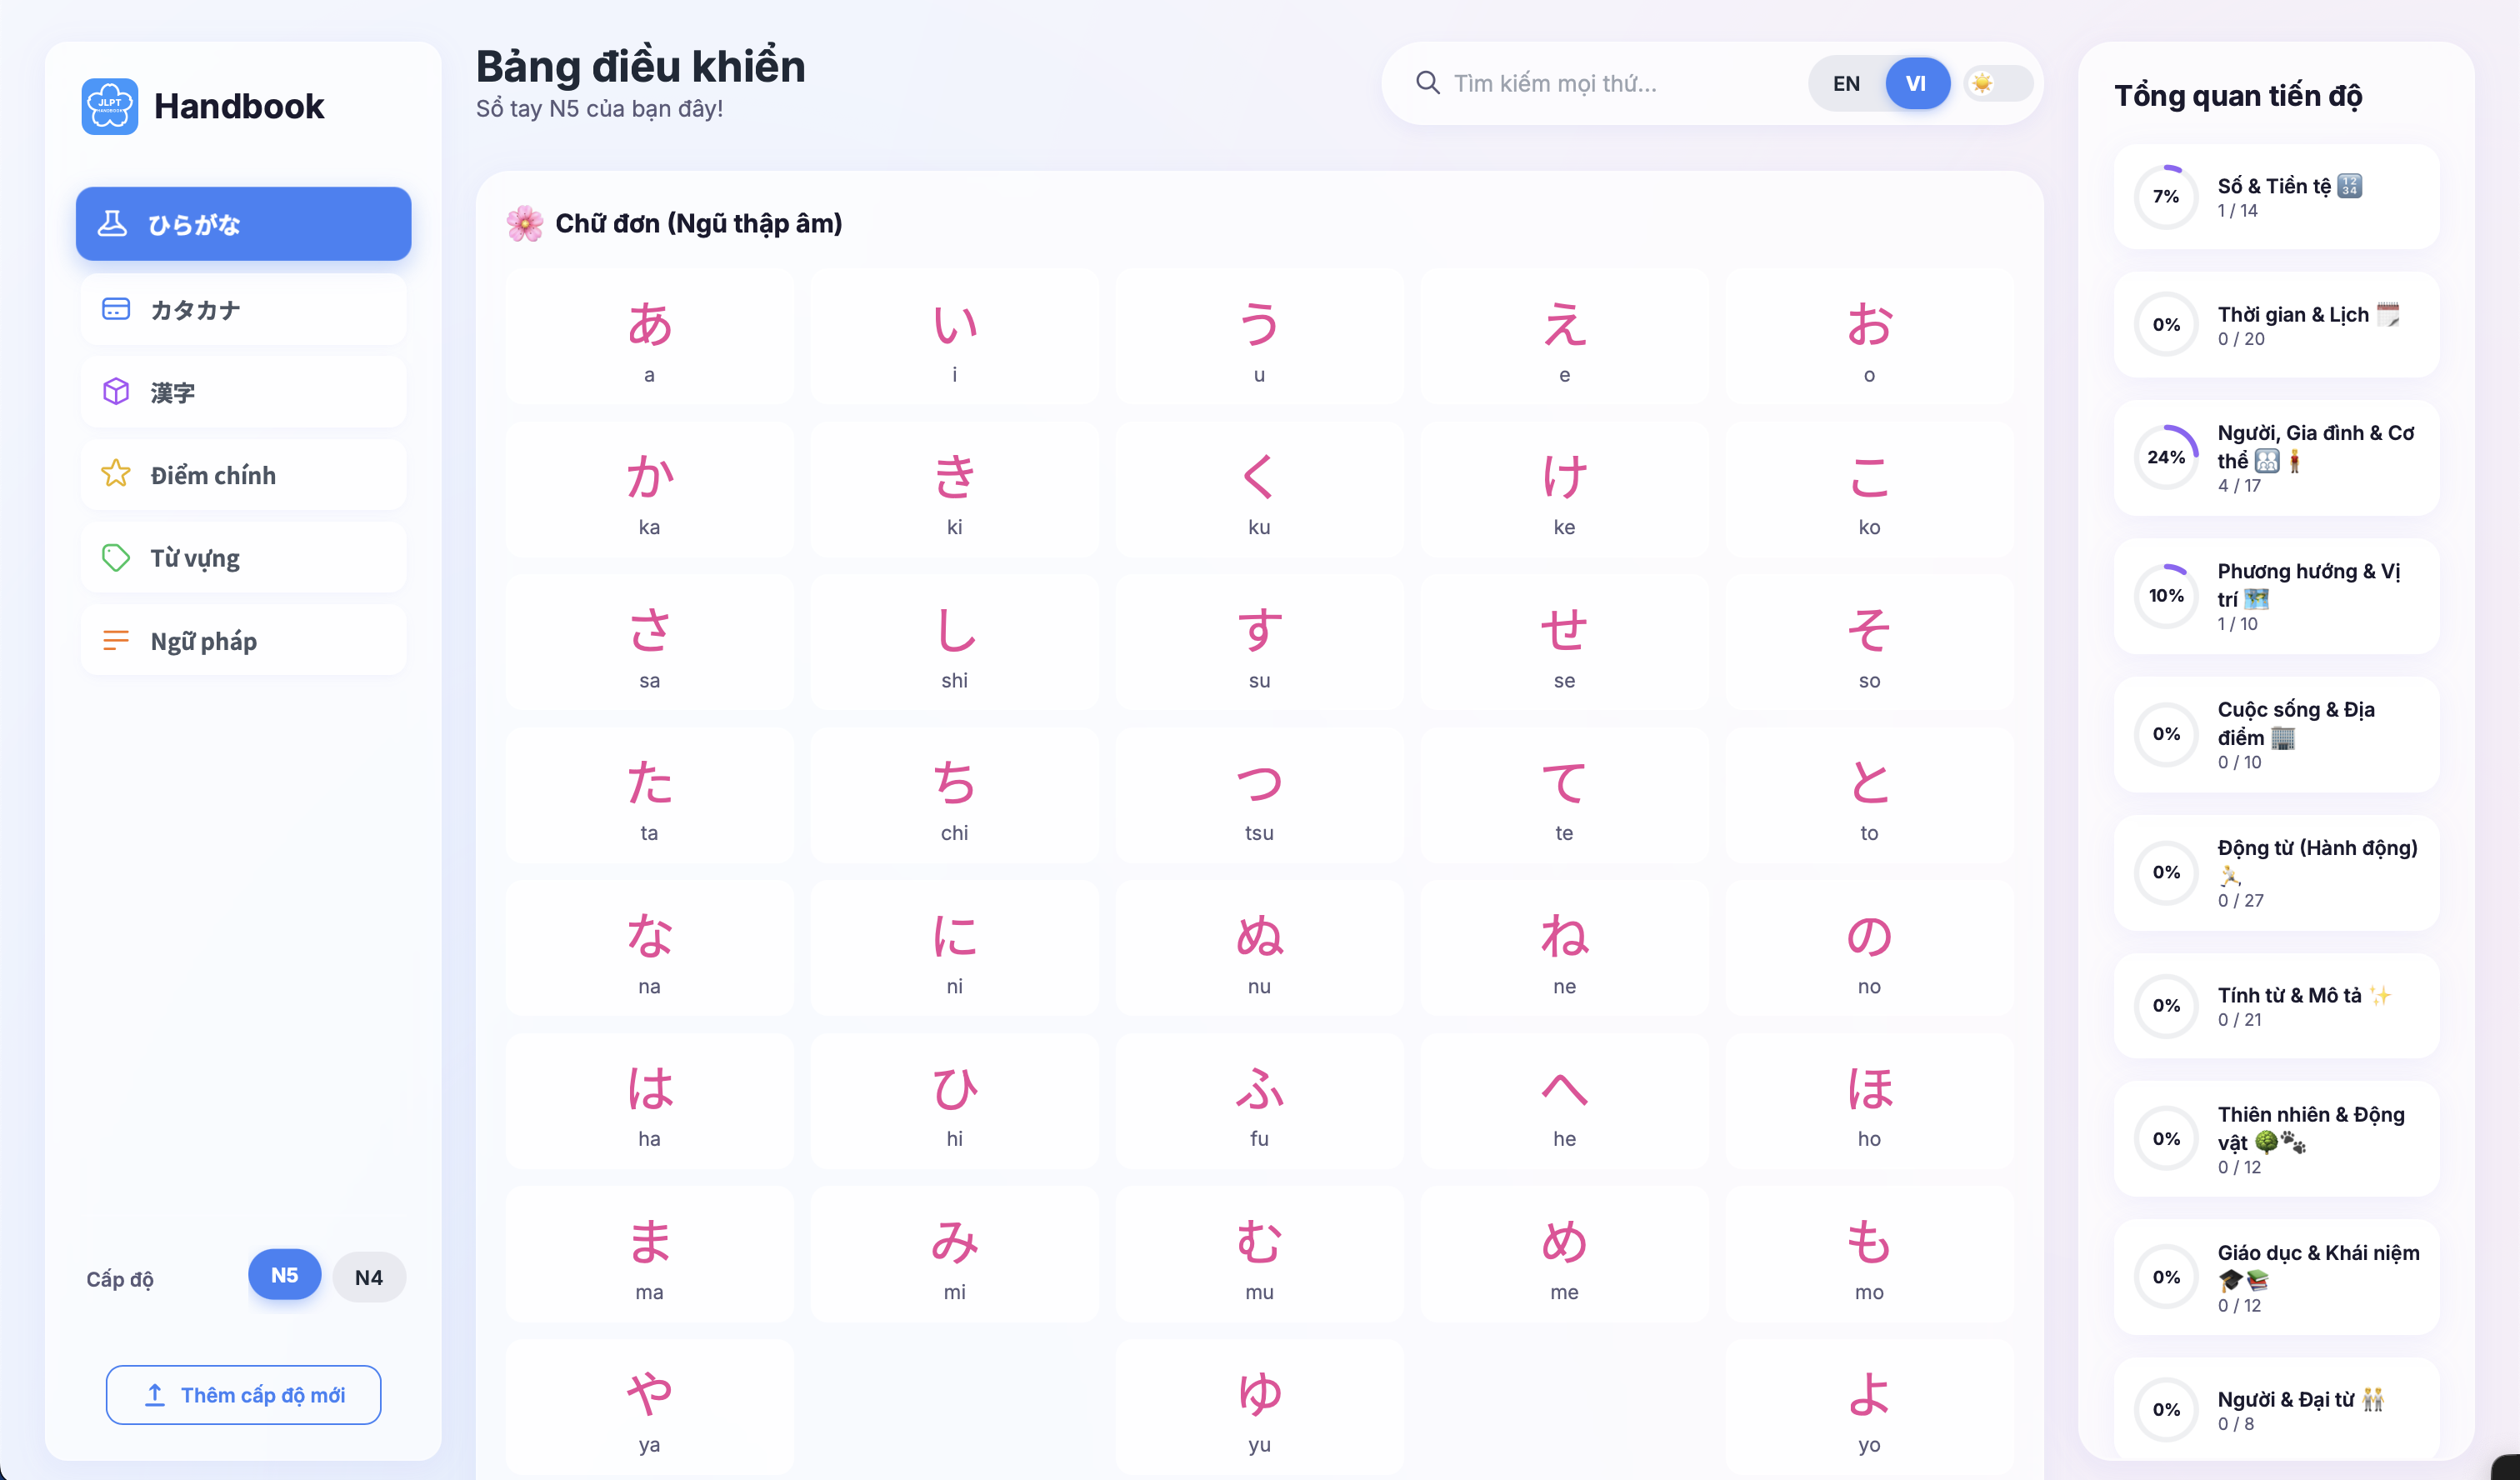 JLPT
HANDBOOK
Handbook
ひらがな
カタカナ
漢字
Điểm chính
Từ vựng
Ngữ pháp
Cấp độ
N5
N4
Thêm cấp độ mới
Bảng điều khiển
Sổ tay N5 của bạn đây!
Tìm kiếm mọi thứ...
EN
VI
Chữ đơn (Ngũ thập âm)
あ い う え お
a i u e o
か き く け こ
ka ki ku ke ko
さ し す せ そ
sa shi su se so
た ち つ て と
ta chi tsu te to
な に ぬ ね の
na ni nu ne no
は ひ ふ へ ほ
ha hi fu he ho
ま み む め も
ma mi mu me mo
や ゆ よ
ya yu yo
Tổng quan tiến độ
7%
Số & Tiền tệ 🔢
1 / 14
0%
Thời gian & Lịch
0 / 20
24%
Người, Gia đình & Cơ
thể
4 / 17
10%
Phương hướng & Vị
trí
1 / 10
0%
Cuộc sống & Địa
điểm
0 / 10
0%
Động từ (Hành động)
0 / 27
0%
Tính từ & Mô tả
0 / 21
0%
Thiên nhiên & Động
vật
0 / 12
0%
Giáo dục & Khái niệm
0 / 12
0%
Người & Đại từ
0 / 8